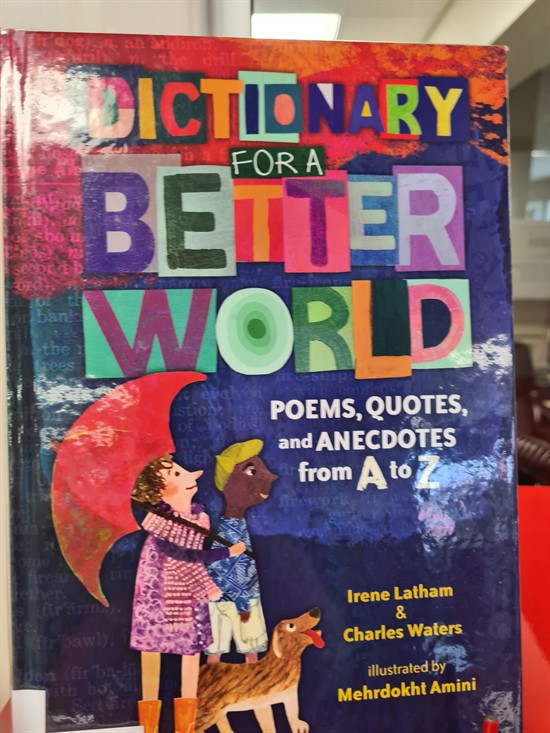 DICTIONARY
FOR A
BETTER
WORLD
POEMS, QUOTES,
and ANECDOTES
from A to Z
Irene Latham
&
Charles Waters
illustrated by
Mehrdokht Amini